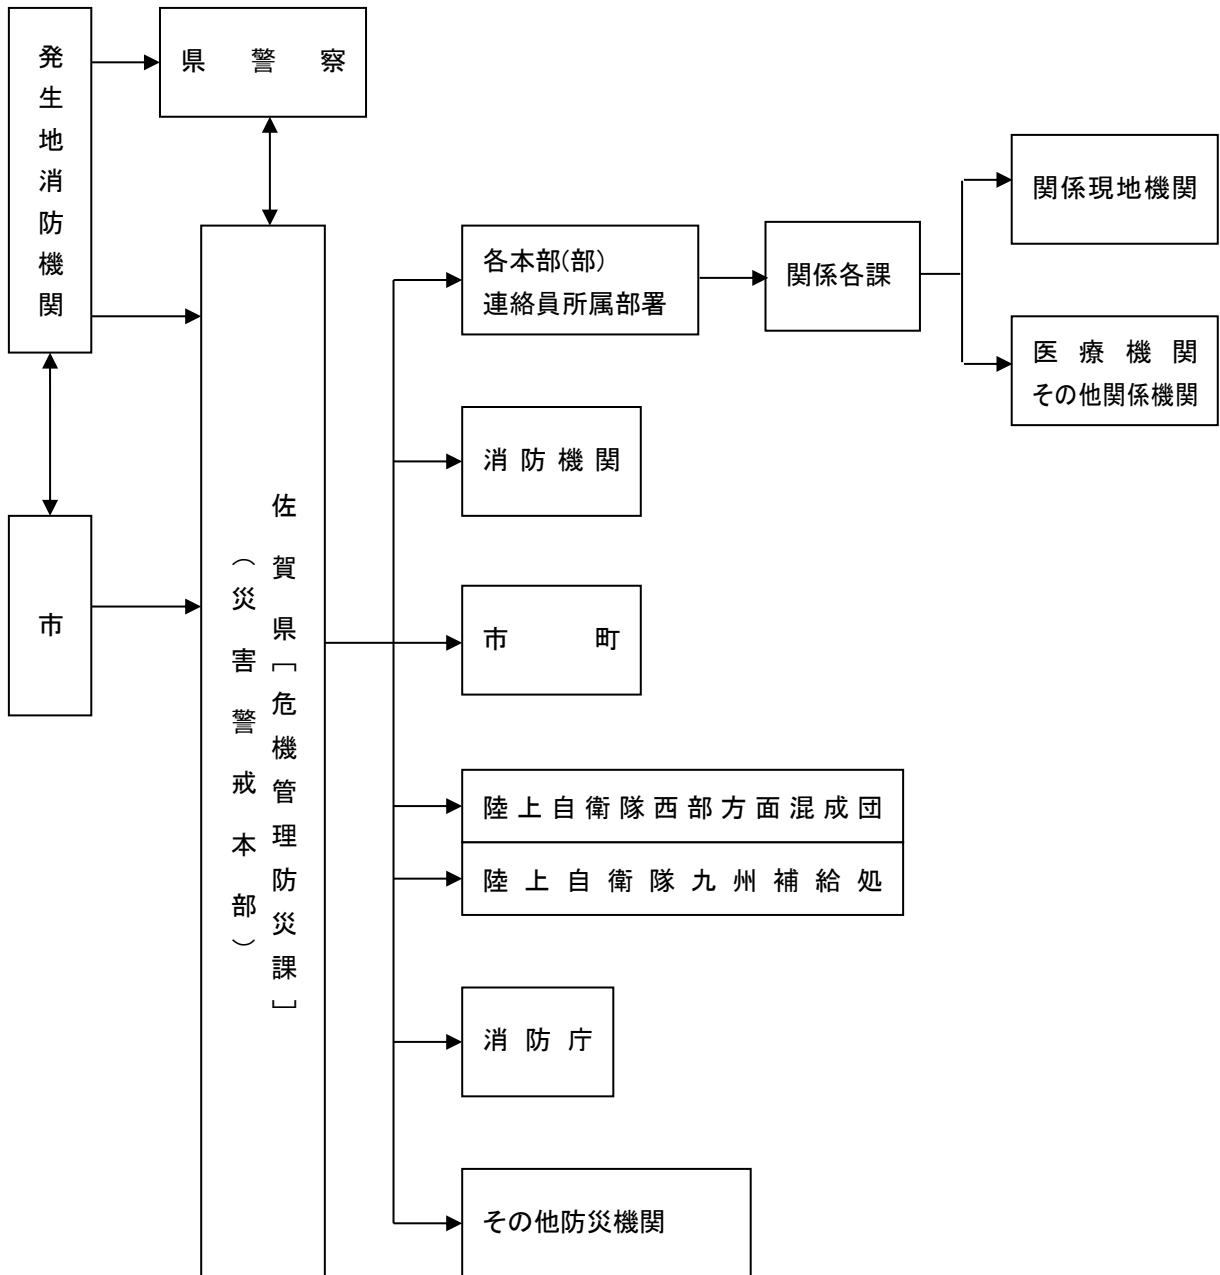 発生地消防機関
県警察
市
佐賀県［危機管理防災課］
（災害警戒本部）
各本部(部)
連絡員所属部署
関係各課
関係現地機関
医療機関
その他関係機関
消防機関
市町
陸上自衛隊西部方面混成団
陸上自衛隊九州補給処
消防庁
その他防災機関